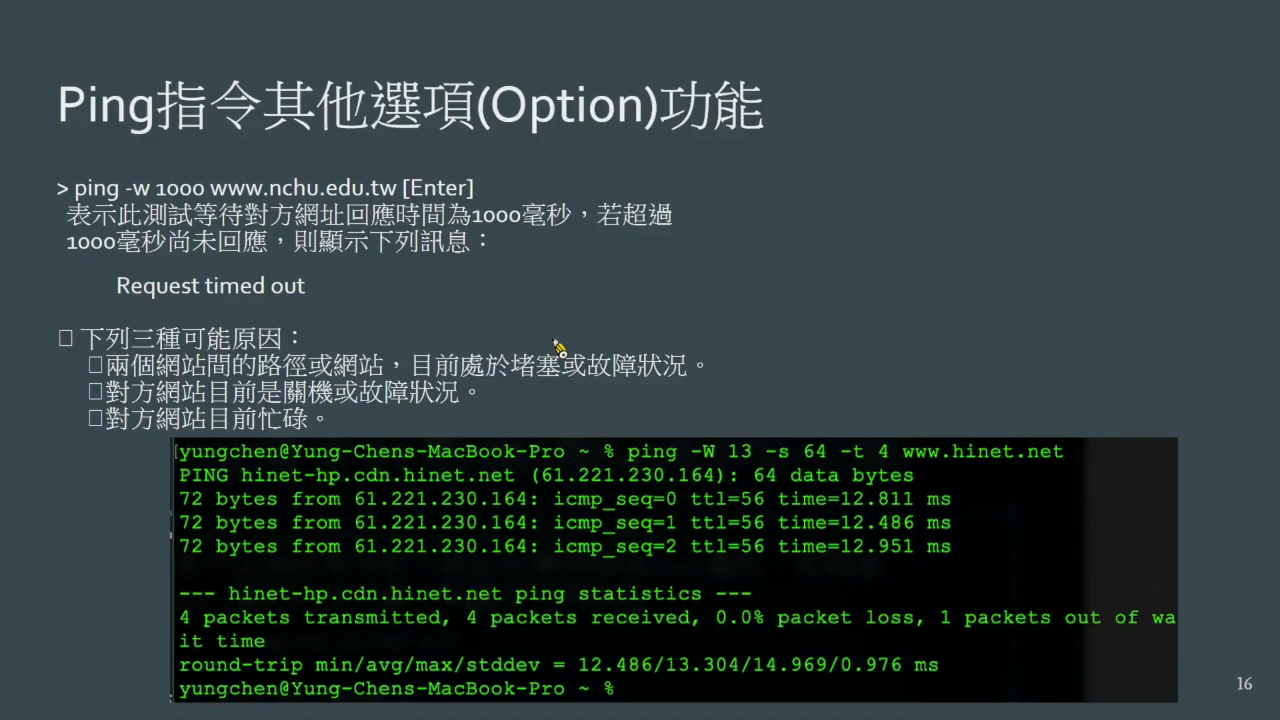 Ping指令其他選項(Option)功能
> ping -w 1000 www.nchu.edu.tw [Enter]
表示此測試等待對方網址回應時間為1000毫秒，若超過
1000毫秒尚未回應，則顯示下列訊息：
Request timed out
下列三種可能原因：
兩個網站間的路徑或網站，目前處於堵塞或故障狀況。
對方網站目前是關機或故障狀況。
對方網站目前忙碌。
[yungchen@Yung-Chens-MacBook-Pro ~ % ping -W 13 -s 64 -t 4 www.hinet.net
PING hinet-hp.cdn.hinet.net (61.221.230.164): 64 data bytes
72 bytes from 61.221.230.164: icmp_seq=0 ttl=56 time=12.811 ms
72 bytes from 61.221.230.164: icmp_seq=1 ttl=56 time=12.486 ms
72 bytes from 61.221.230.164: icmp_seq=2 ttl=56 time=12.951 ms
--- hinet-hp.cdn.hinet.net ping statistics ---
4 packets transmitted, 4 packets received, 0.0% packet loss, 1 packets out of wa
it time
round-trip min/avg/max/stddev = 12.486/13.304/14.969/0.976 ms
yungchen@Yung-Chens-MacBook-Pro ~ %
16